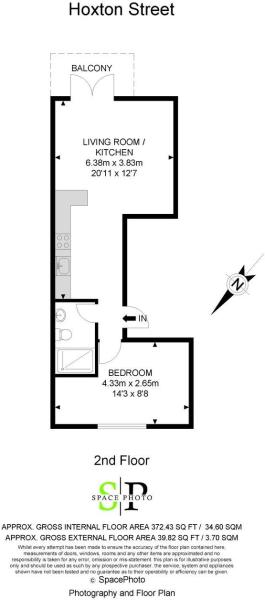 Hoxton Street
BALCONY
LIVING ROOM /
KITCHEN
6.38m x 3.83m
20'11 x 12'7
N
IN
BEDROOM
4.33m x 2.65m
14'3 x 8'8
2nd Floor
S P
SPACE PHOTO
APPROX. GROSS INTERNAL FLOOR AREA 372.43 SQ FT / 34.60 SQM
APPROX. GROSS EXTERNAL FLOOR AREA 39.82 SQ FT / 3.70 SQM
Whilst every attempt has been made to ensure the accuracy of the floor plan contained here,
measurements of doors, windows, rooms and any other items are approximated and no
responsibility is taken for any error, omission or misstatement. this plan is for illustrative purposes
only and should be used as such by any prospective purchaser. the service, system and appliances
shown have not been tested and no guarantee as to their operability or efficiency can be given.
© SpacePhoto
Photography and Floor Plan